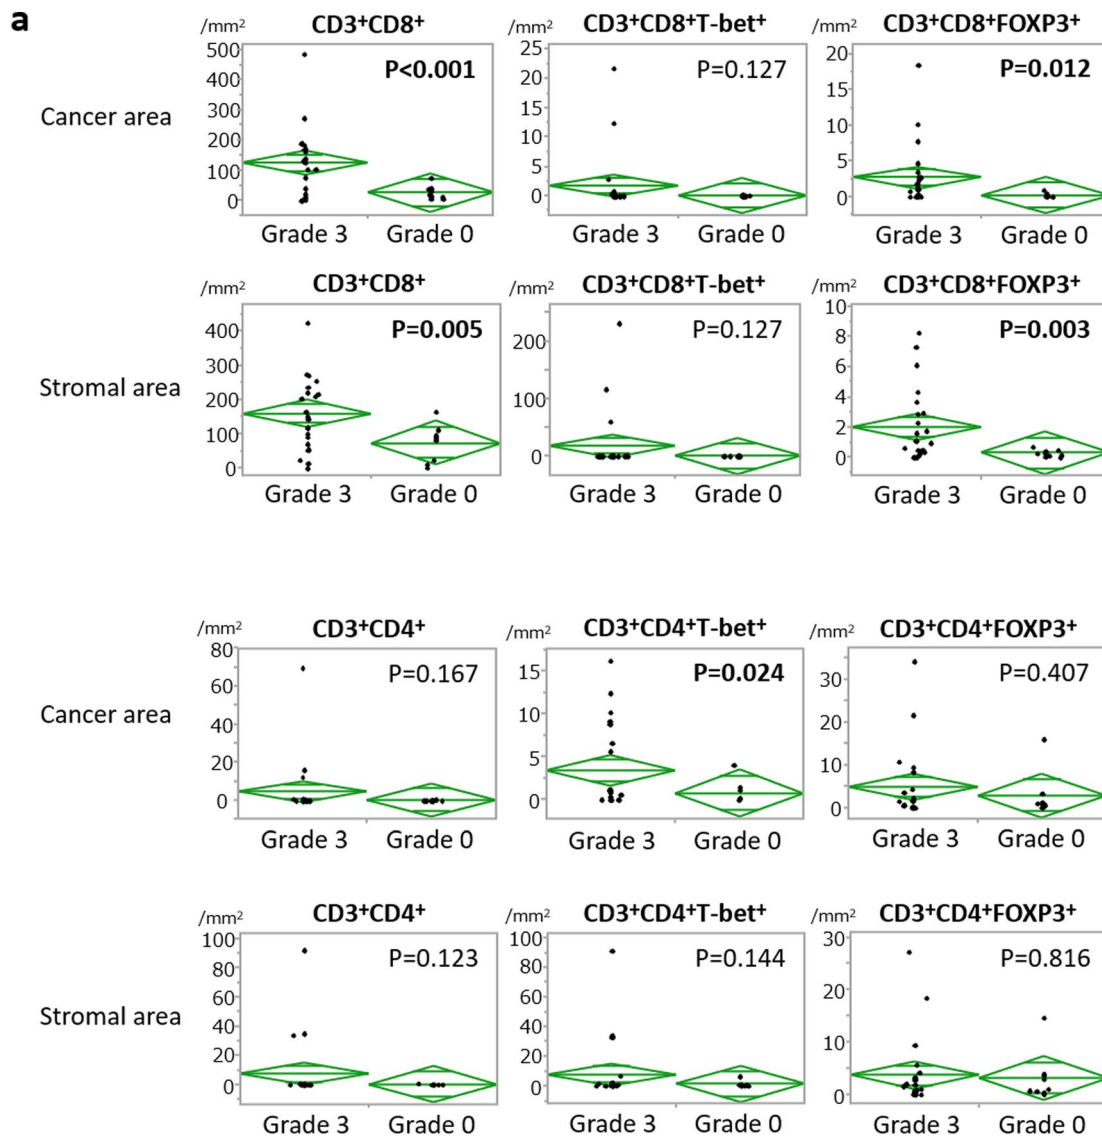 a
/mm² CD3⁺CD8⁺ /mm² CD3⁺CD8⁺T-bet⁺ /mm² CD3⁺CD8⁺FOXP3⁺
Cancer area
500 400 300 200 100 0 P<0.001
25 20 15 10 5 0 P=0.127
20 15 10 5 0 P=0.012
Grade 3 Grade 0 Grade 3 Grade 0 Grade 3 Grade 0
/mm² CD3⁺CD8⁺ /mm² CD3⁺CD8⁺T-bet⁺ /mm² CD3⁺CD8⁺FOXP3⁺
Stromal area
400 300 200 100 0 P=0.005
200 100 0 P=0.127
10 8 6 4 2 0 P=0.003
Grade 3 Grade 0 Grade 3 Grade 0 Grade 3 Grade 0
/mm² CD3⁺CD4⁺ /mm² CD3⁺CD4⁺T-bet⁺ /mm² CD3⁺CD4⁺FOXP3⁺
Cancer area
80 60 40 20 0 P=0.167
15 10 5 0 P=0.024
30 20 10 0 P=0.407
Grade 3 Grade 0 Grade 3 Grade 0 Grade 3 Grade 0
/mm² CD3⁺CD4⁺ /mm² CD3⁺CD4⁺T-bet⁺ /mm² CD3⁺CD4⁺FOXP3⁺
Stromal area
100 80 60 40 20 0 P=0.123
100 80 60 40 20 0 P=0.144
30 20 10 0 P=0.816
Grade 3 Grade 0 Grade 3 Grade 0 Grade 3 Grade 0